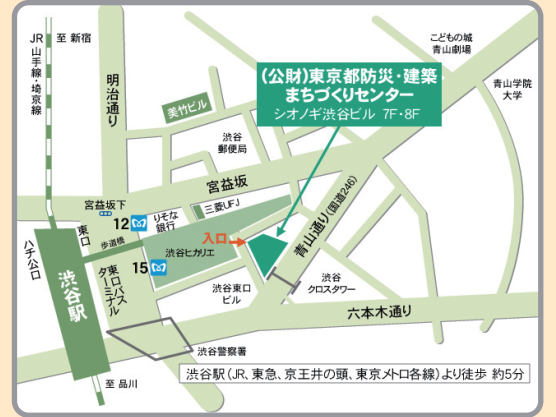 JR
山手線・埼京線
至 新宿
明治通り
美竹ビル
(公財)東京都防災・建築
まちづくりセンター
シオノギ渋谷ビル 7F・8F
こどもの城
青山劇場
青山学院
大学
渋谷
郵便局
宮益坂
宮益坂下
12
りそな
銀行
三菱UFJ
東口
歩道橋
入口
渋谷ヒカリエ
15
青山通り(国道246)
ハチ公口
渋谷駅
東口バス
ターミナル
渋谷東口
ビル
渋谷
クロスタワー
六本木通り
渋谷警察署
至 品川
渋谷駅(JR、東急、京王井の頭、東京メトロ各線)より徒歩 約5分